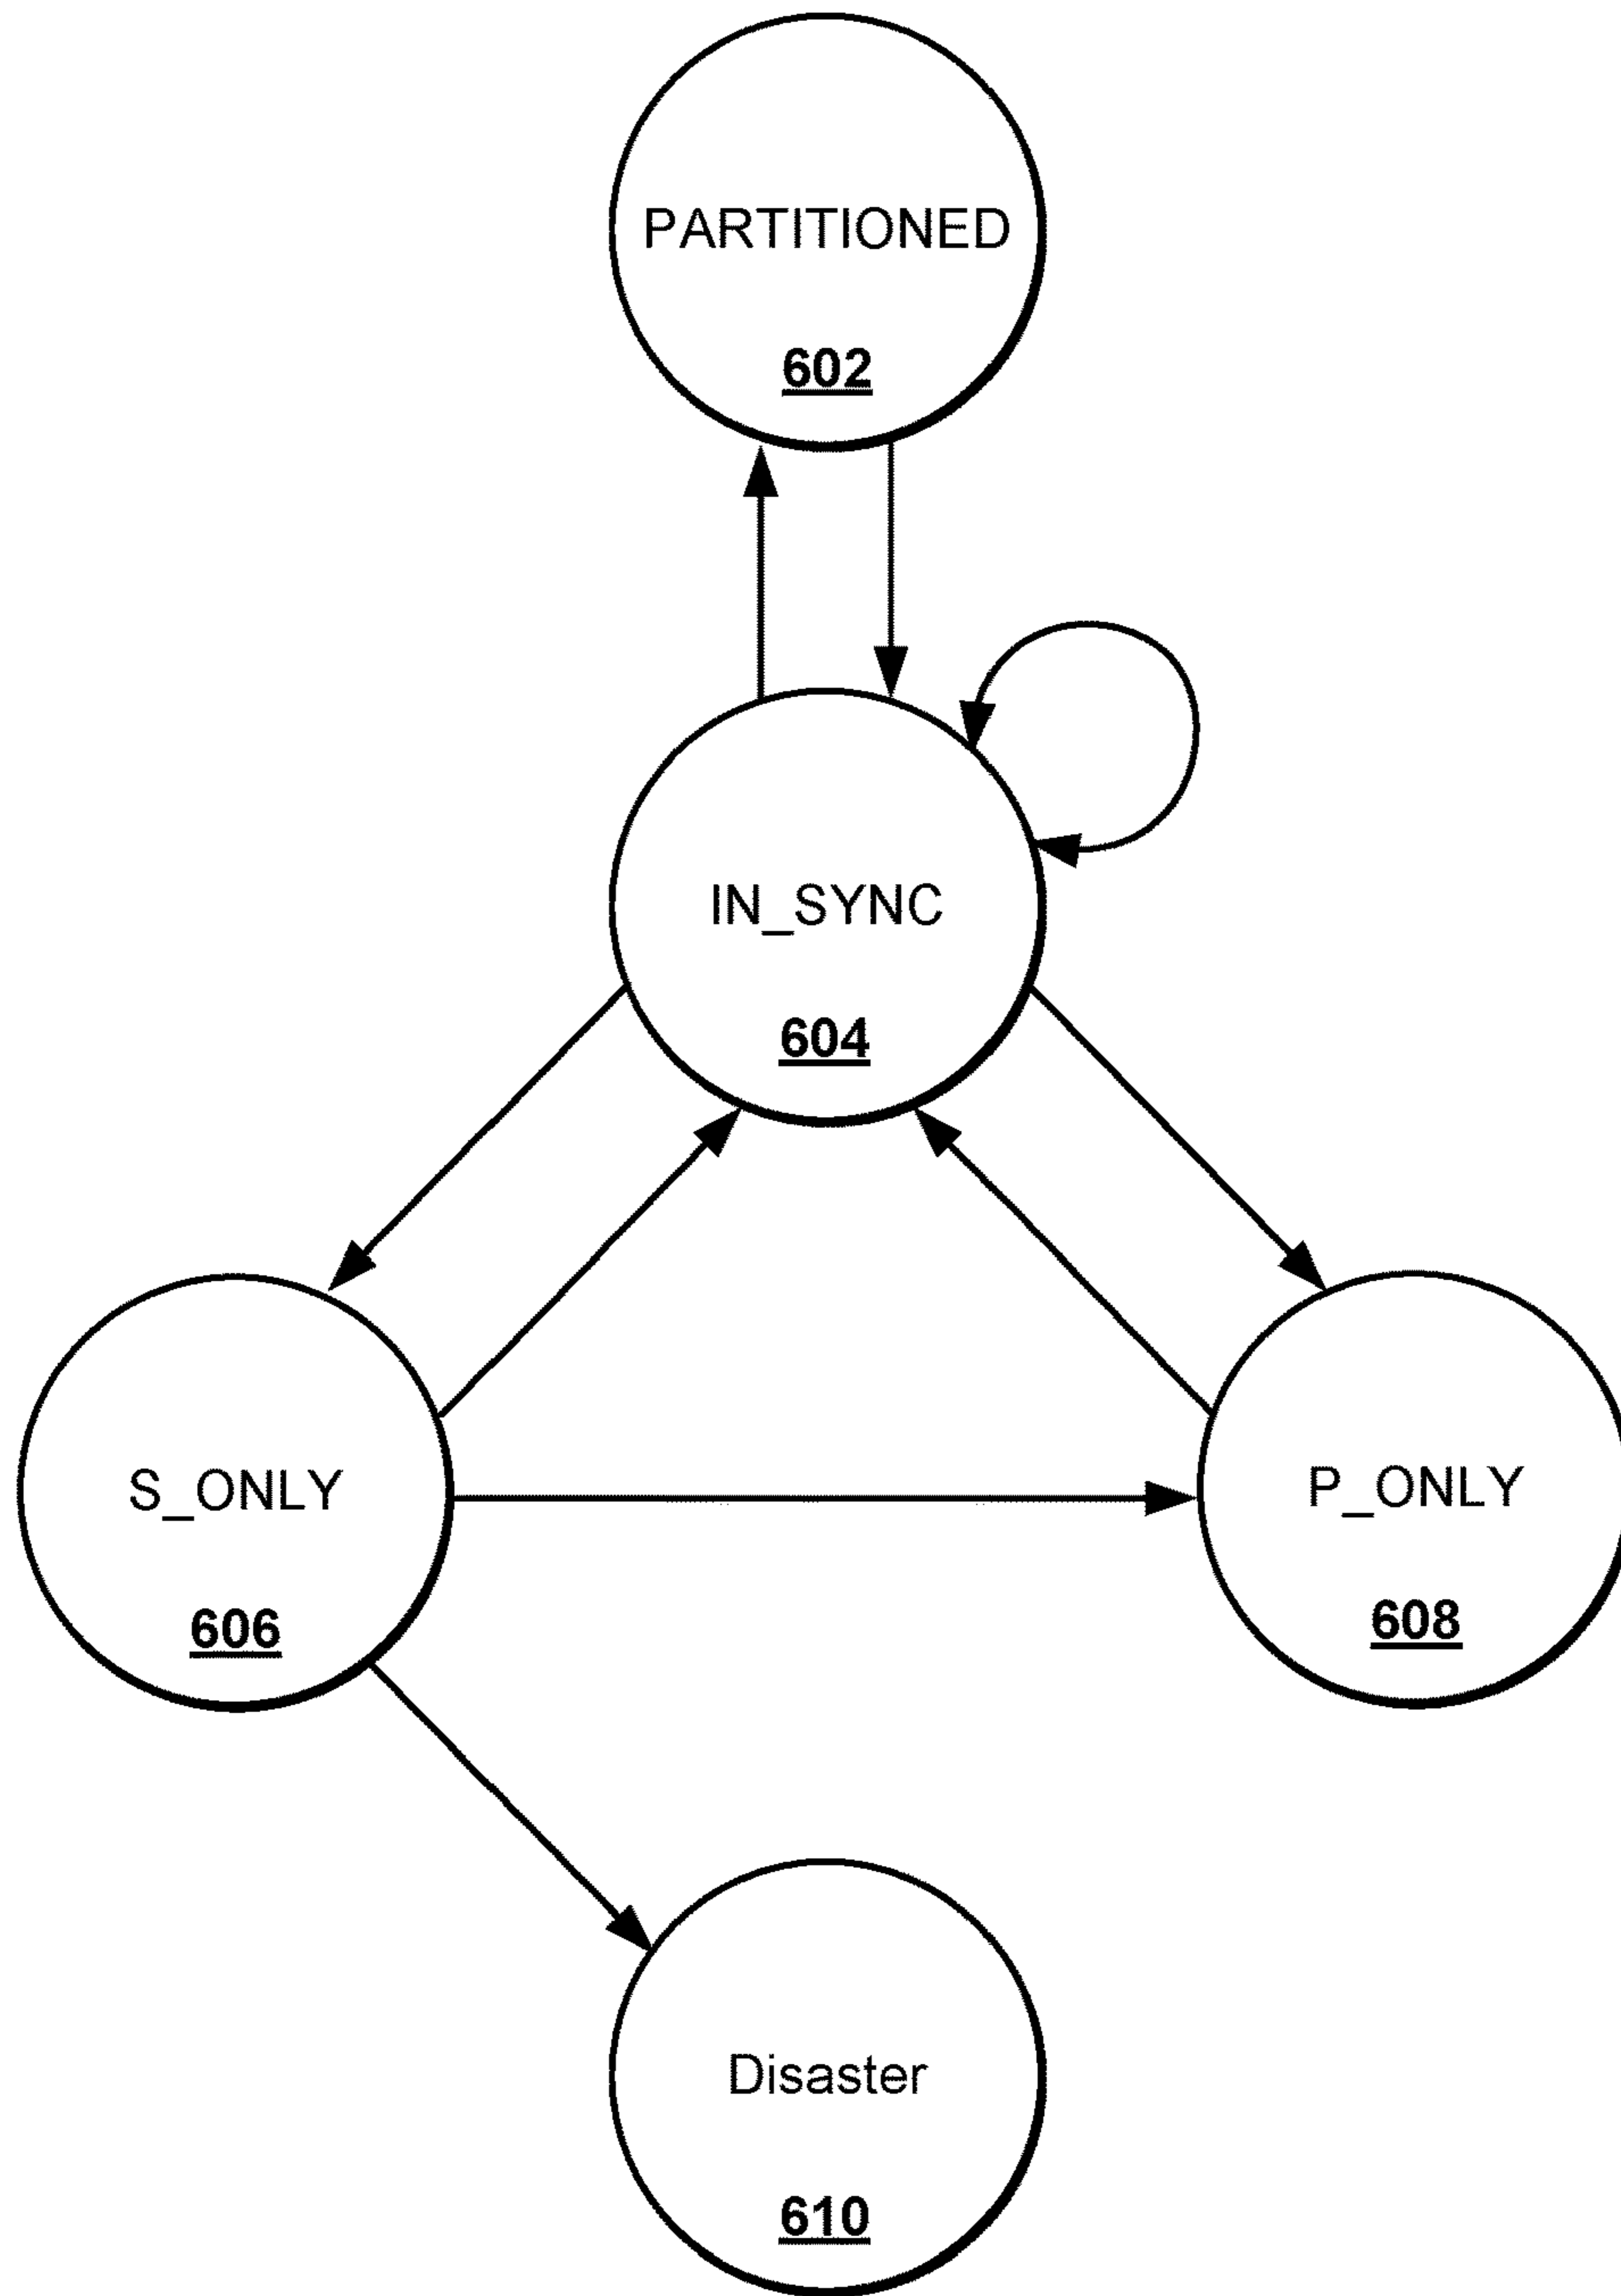 PARTITIONED
602
IN_SYNC
604
S_ONLY
P_ONLY
606
608
Disaster
610